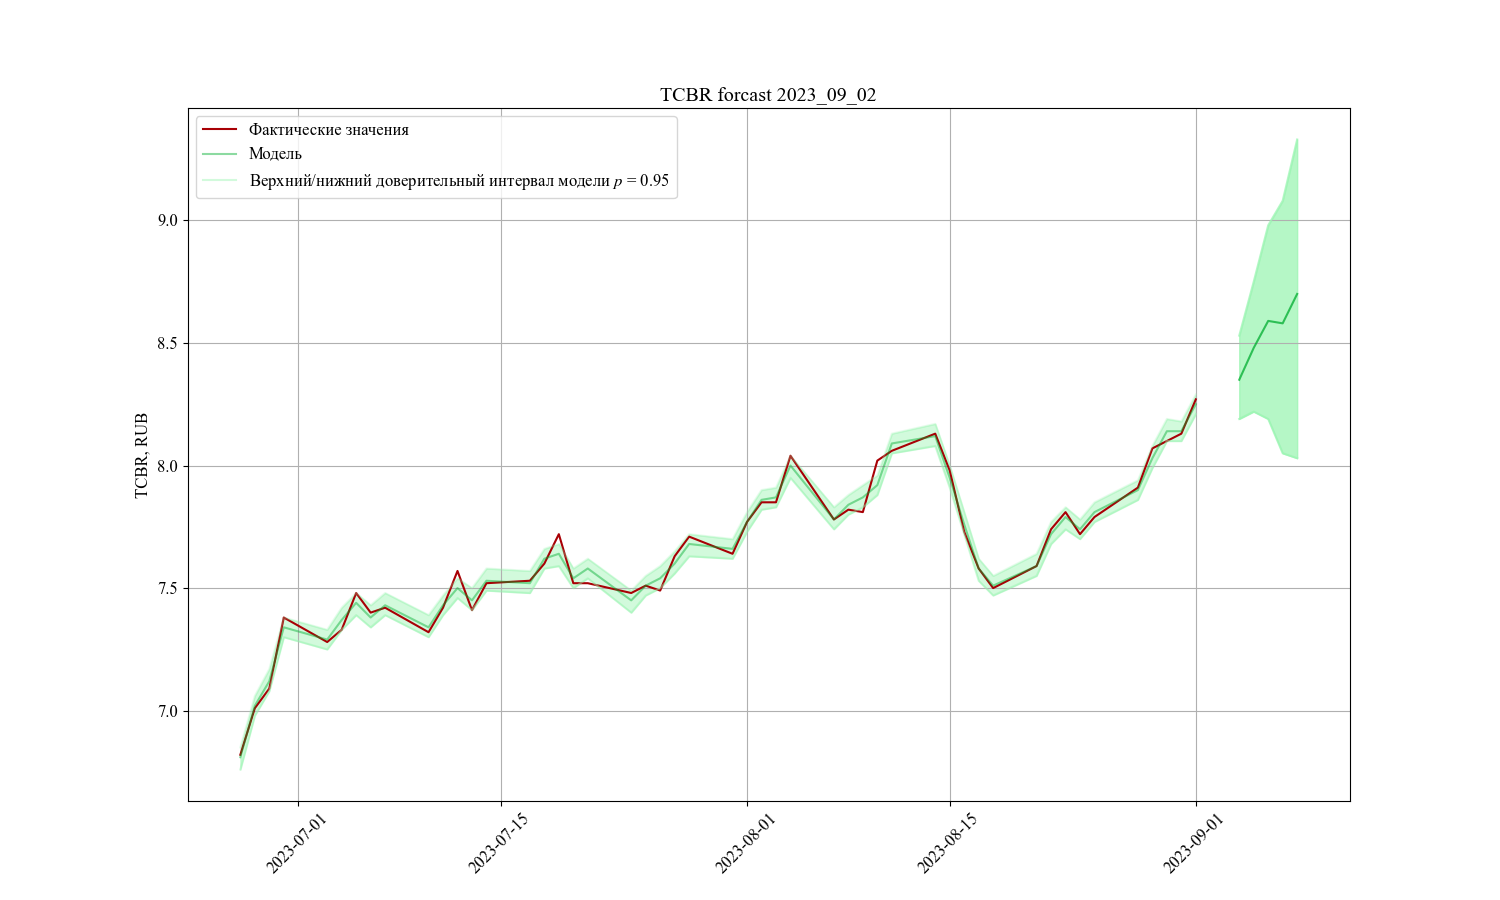 TCBR forcast 2023_09_02
Фактические значения
Модель
Верхний/нижний доверительный интервал модели p = 0.95
TCBR, RUB
9.0
8.5
8.0
7.5
7.0
2023-07-01
2023-07-15
2023-08-01
2023-08-15
2023-09-01